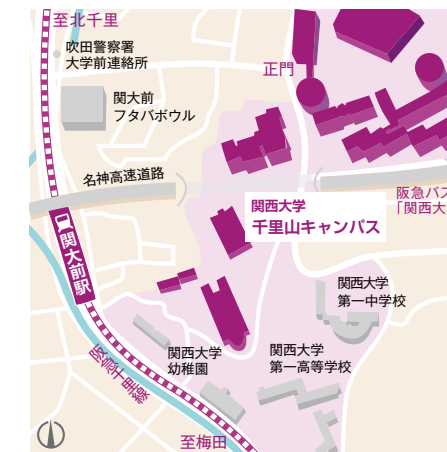 至北千里
吹田警察署
大学前連絡所
正門
関大前
フタバボウル
名神高速道路
阪急バス
「関西大
関西大学
千里山キャンパス
関大前駅
関西大学
第一中学校
関西大学
幼稚園
関西大学
第一高等学校
阪急千里線
至梅田